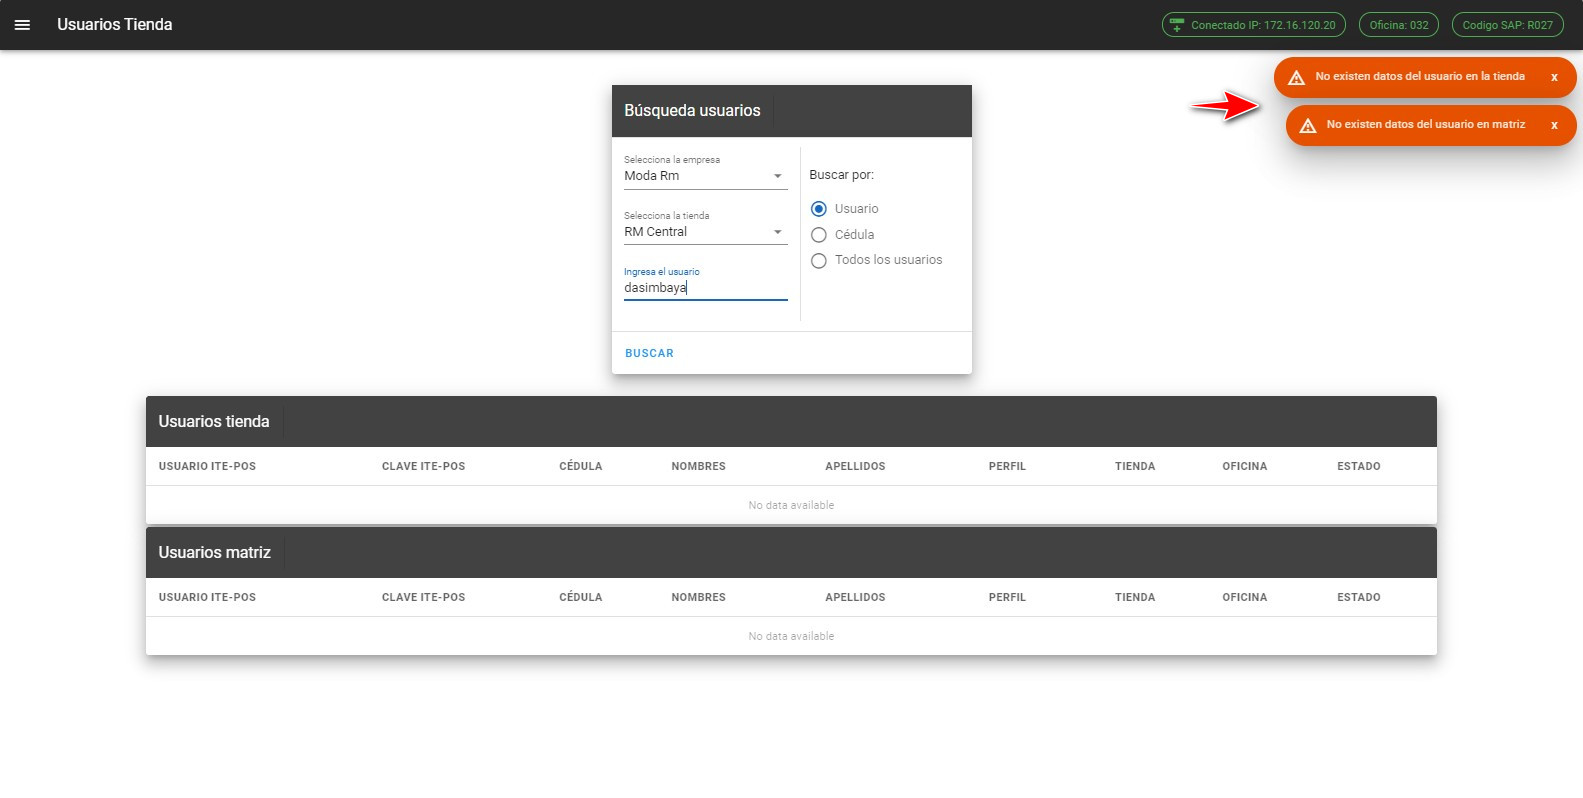 Usuarios Tienda
Conectado IP: 172.16.120.20
Oficina: 032
Codigo SAP: R027
No existen datos del usuario en la tienda x
No existen datos del usuario en matriz x
Búsqueda usuarios
Selecciona la empresa
Moda Rm
Selecciona la tienda
RM Central
Ingresa el usuario
dasimbaya
Buscar por:
Usuario
Cédula
Todos los usuarios
BUSCAR
Usuarios tienda
USUARIO ITE-POS CLAVE ITE-POS CÉDULA NOMBRES APELLIDOS PERFIL TIENDA OFICINA ESTADO
No data available
Usuarios matriz
USUARIO ITE-POS CLAVE ITE-POS CÉDULA NOMBRES APELLIDOS PERFIL TIENDA OFICINA ESTADO
No data available